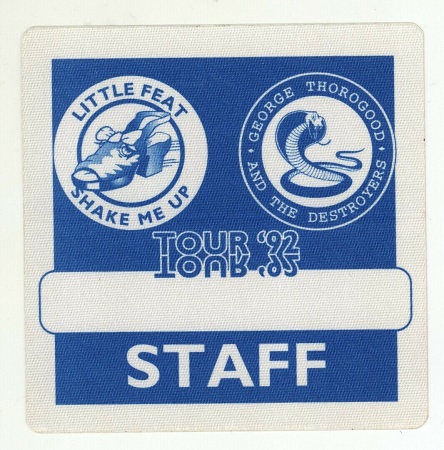 LITTLE FEAT
SHAKE ME UP
GEORGE THOROGOOD
AND THE DESTROYERS
TOUR '92
TOUR '92
STAFF